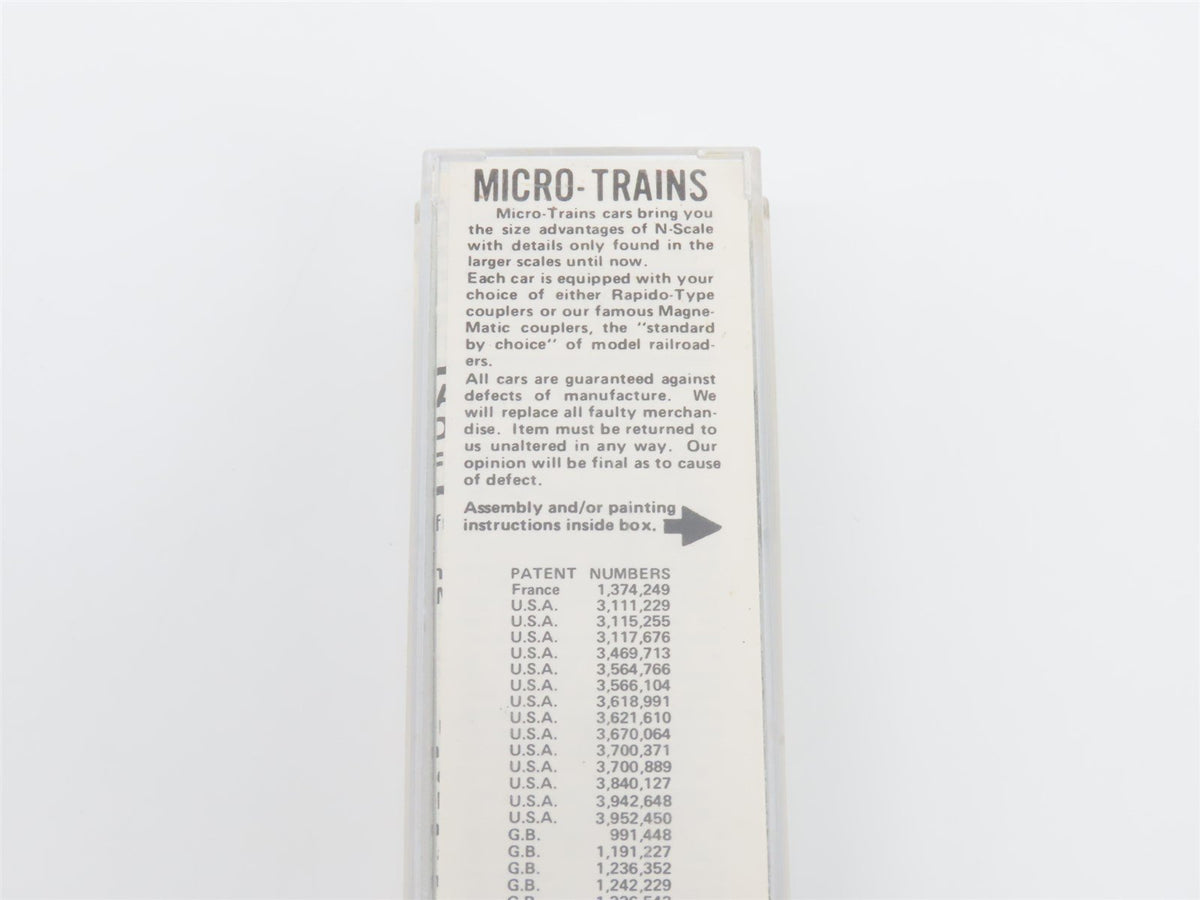 MICRO-TRAINS
Micro-Trains cars bring you
the size advantages of N-Scale
with details only found in the
larger scales until now.
Each car is equipped with your
choice of either Rapido-Type
couplers or our famous Magne-
Matic couplers, the "standard
by choice" of model railroad-
ers.
All cars are guaranteed against
defects of manufacture. We
will replace all faulty merchan-
dise. Item must be returned to
us unaltered in any way. Our
opinion will be final as to cause
of defect.
Assembly and/or painting
instructions inside box.
PATENT NUMBERS
France 1,374,249
U.S.A. 3,111,229
U.S.A. 3,115,255
U.S.A. 3,117,676
U.S.A. 3,469,713
U.S.A. 3,564,766
U.S.A. 3,566,104
U.S.A. 3,618,991
U.S.A. 3,621,610
U.S.A. 3,670,064
U.S.A. 3,700,371
U.S.A. 3,700,889
U.S.A. 3,840,127
U.S.A. 3,942,648
U.S.A. 3,952,450
G.B. 991,448
G.B. 1,191,227
G.B. 1,236,352
G.B. 1,242,229